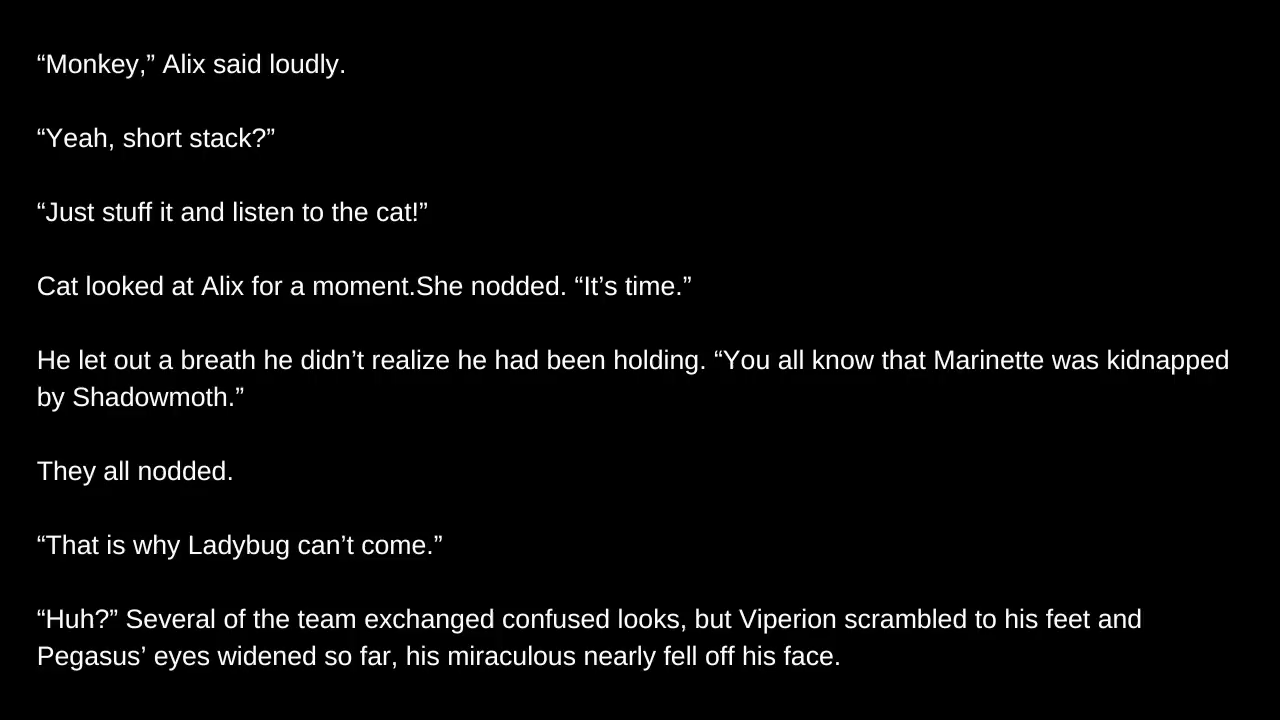 “Monkey,” Alix said loudly.
“Yeah, short stack?”
“Just stuff it and listen to the cat!”
Cat looked at Alix for a moment.She nodded. “It’s time.”
He let out a breath he didn’t realize he had been holding. “You all know that Marinette was kidnapped
by Shadowmoth.”
They all nodded.
“That is why Ladybug can’t come.”
“Huh?” Several of the team exchanged confused looks, but Viperion scrambled to his feet and
Pegasus’ eyes widened so far, his miraculous nearly fell off his face.